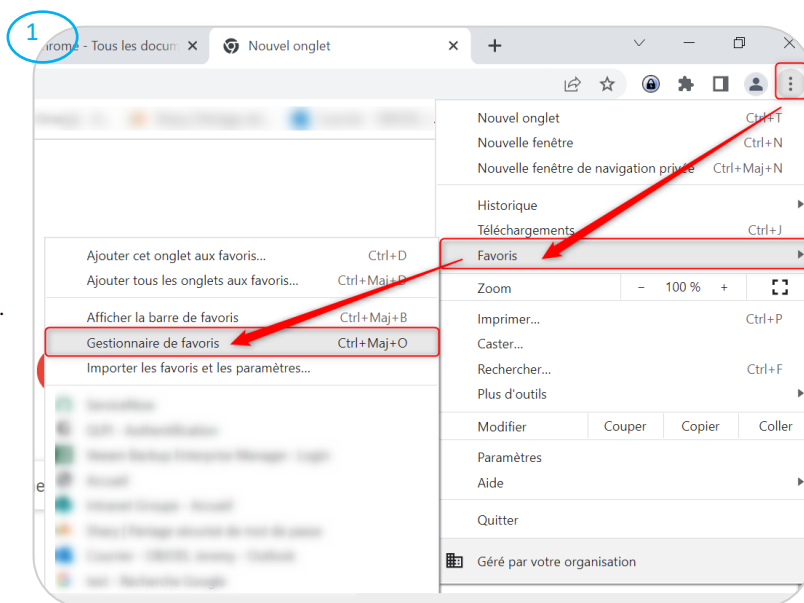 1
- Tous les docum
Nouvel onglet
Nouvel onglet Ctrl+T
Nouvelle fenêtre Ctrl+N
Nouvelle fenêtre de navigation privée Ctrl+Maj+N
Historique
Téléchargements Ctrl+J
Favoris
Zoom - 100 % +
Imprimer... Ctrl+P
Caster...
Rechercher... Ctrl+F
Plus d'outils
Modifier Couper Copier Coller
Paramètres
Aide
Quitter
Géré par votre organisation
Ajouter cet onglet aux favoris... Ctrl+D
Ajouter tous les onglets aux favoris... Ctrl+Maj+D
Afficher la barre de favoris Ctrl+Maj+B
Gestionnaire de favoris Ctrl+Maj+O
Importer les favoris et les paramètres...